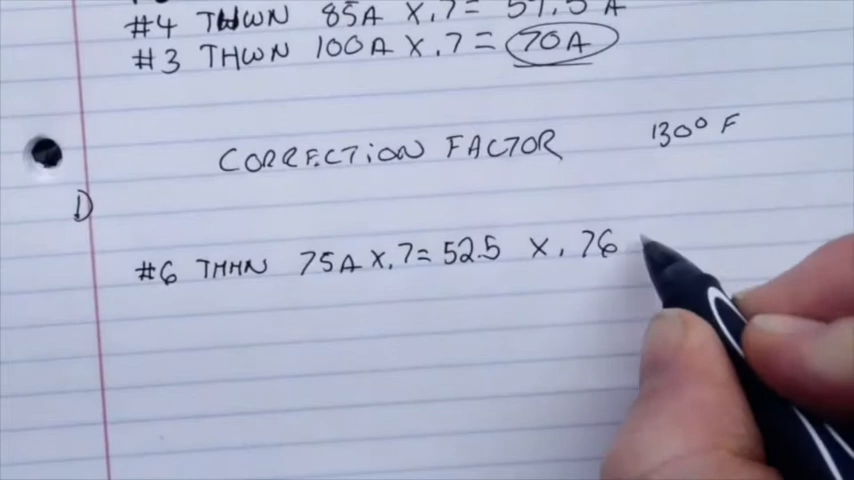 #4 THWN 85A X.7= 59.5 A
#3 THWN 100A X.7= 70A
CORRECTION FACTOR 130° F
D
#6 THHN 75A X.7= 52.5 X .76